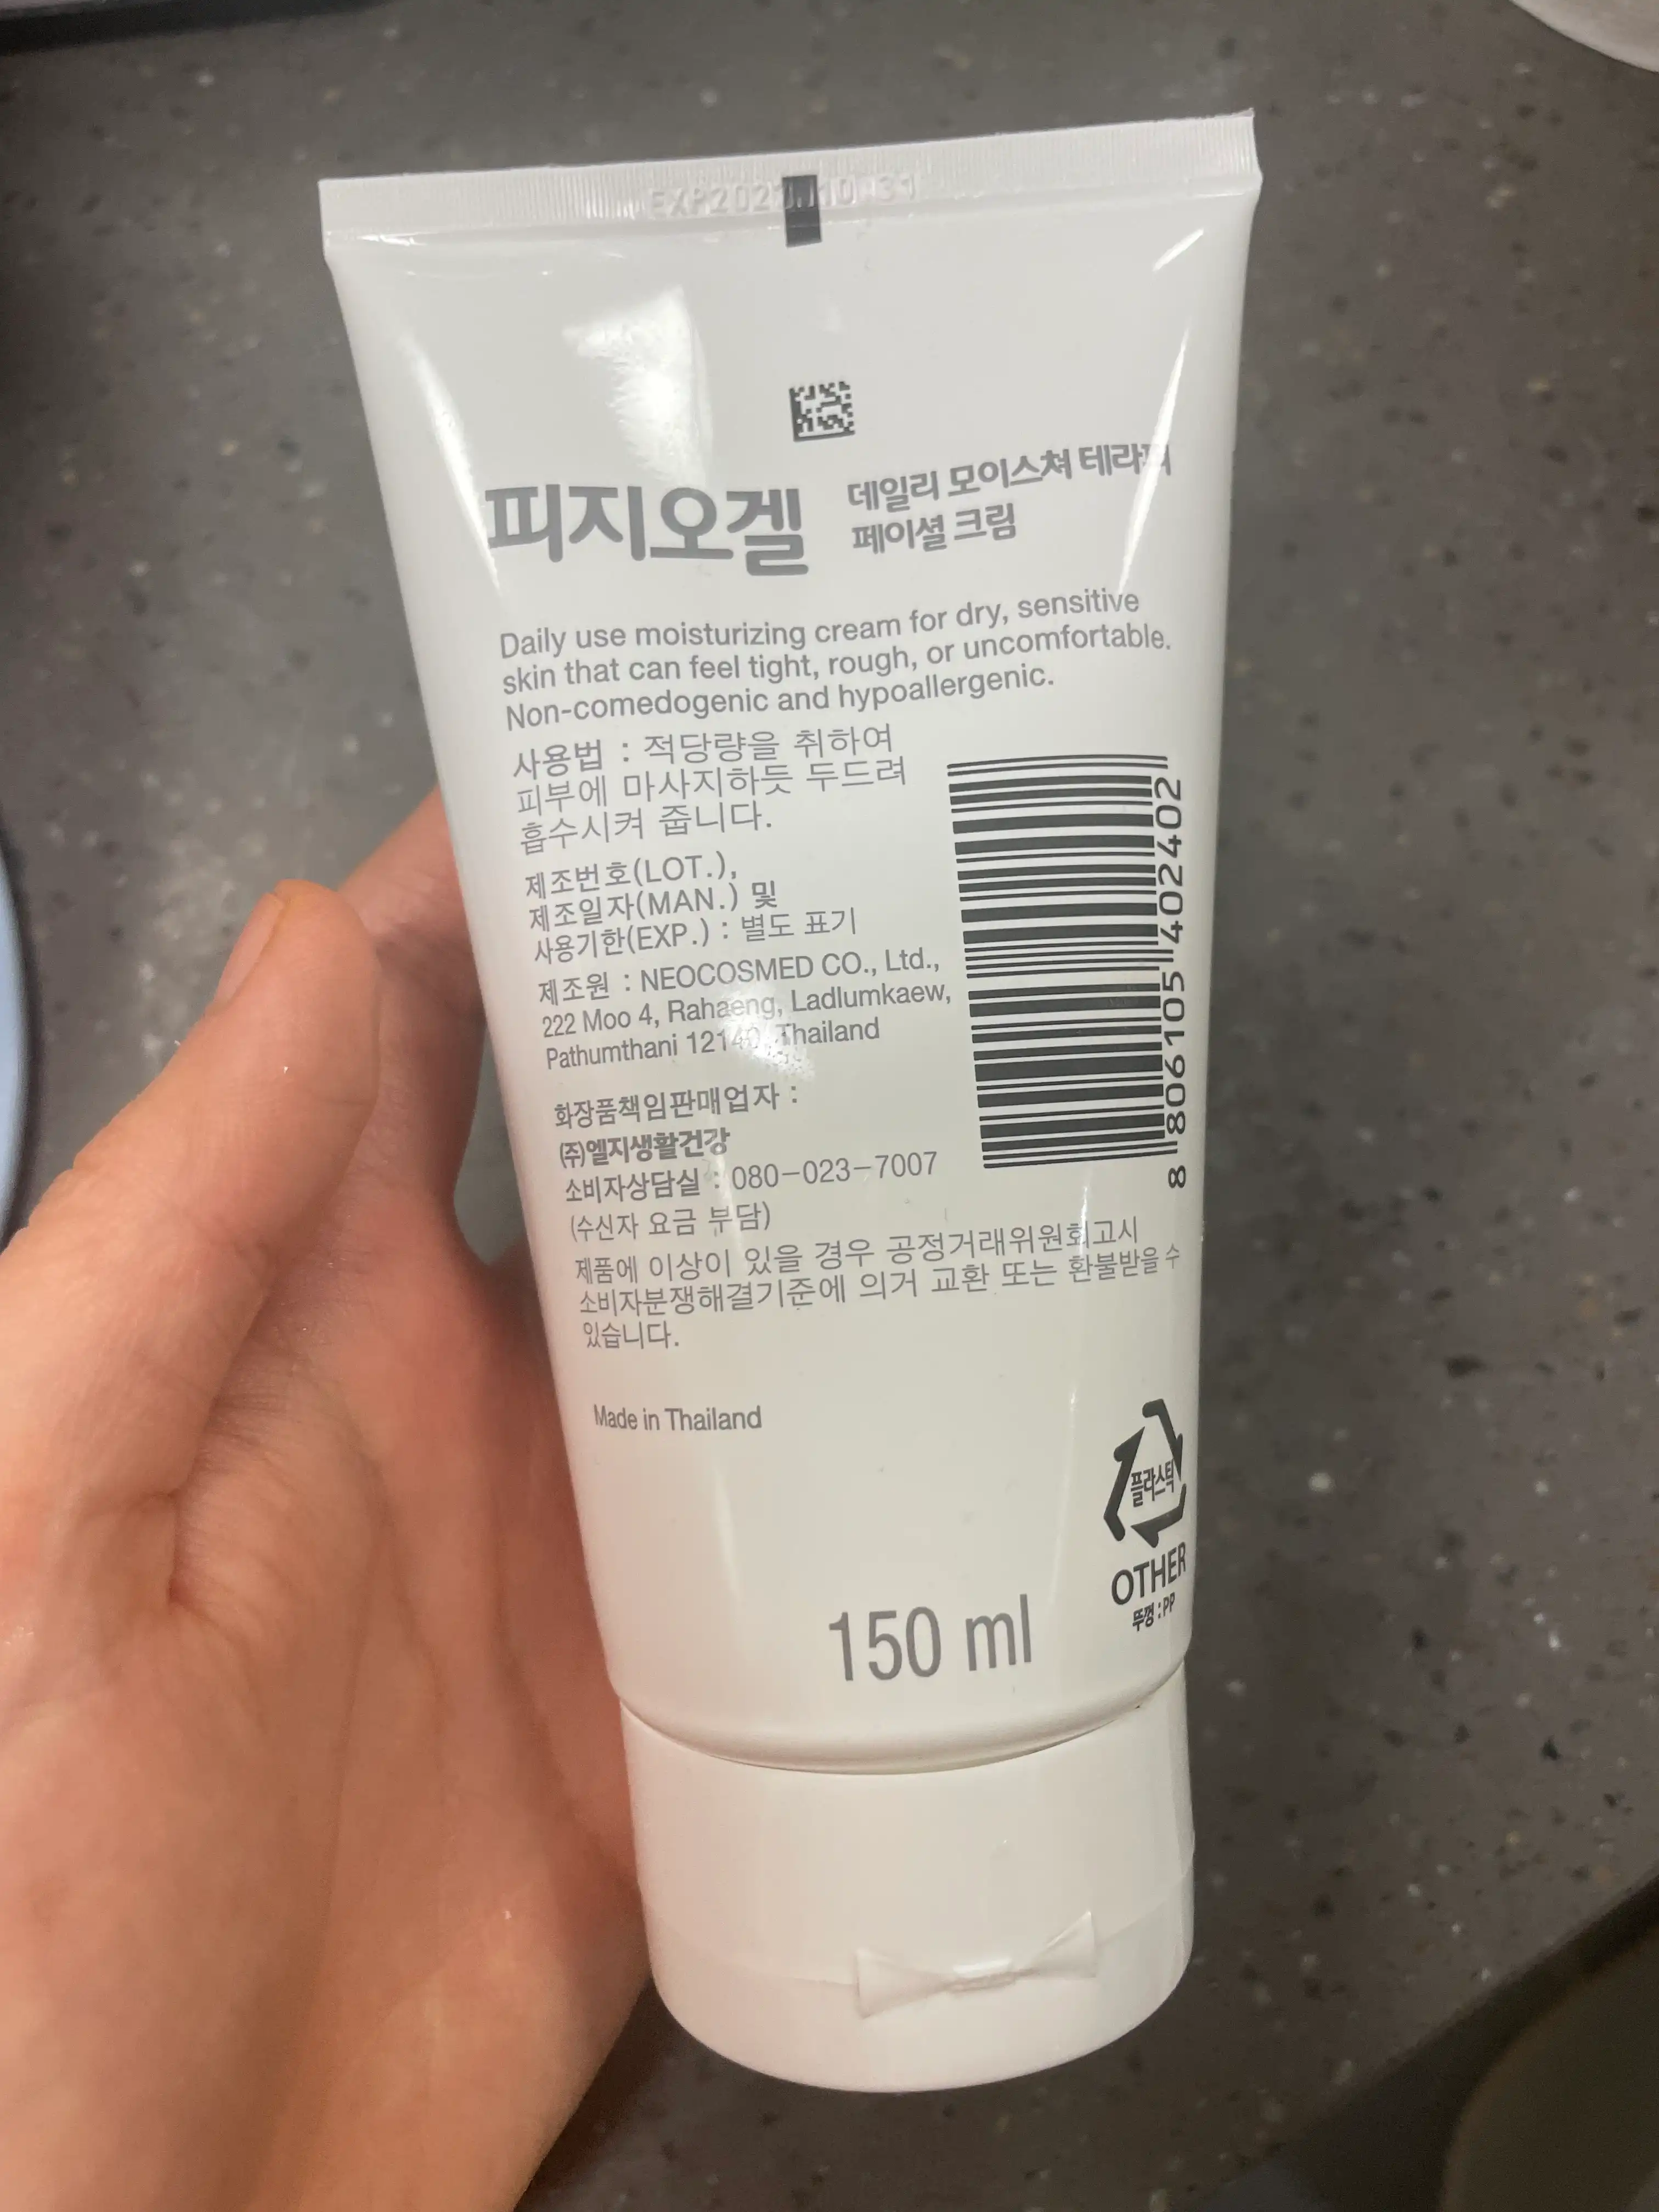 10 31
피지오겔
데일리 모이스쳐 테라피
페이셜 크림
Daily use moisturizing cream for dry, sensitive
skin that can feel tight, rough, or uncomfortable.
Non-comedogenic and hypoallergenic.
사용법 : 적당량을 취하여
피부에 마사지하듯 두드려
흡수시켜 줍니다.
제조번호(LOT.),
제조일자(MAN.) 및
사용기한(EXP.) : 별도 표기
제조원 : NEOCOSMED CO., Ltd.,
222 Moo 4, Rahaeng, Ladlumkaew,
Pathumthani 12140, Thailand
화장품책임판매업자 :
㈜엘지생활건강
소비자상담실 : 080-023-7007
(수신자 요금 부담)
제품에 이상이 있을 경우 공정거래위원회고시
소비자분쟁해결기준에 의거 교환 또는 환불받을 수
있습니다.
Made in Thailand
8 806105 402402
플라스틱
OTHER
뚜껑 : PP
150 ml